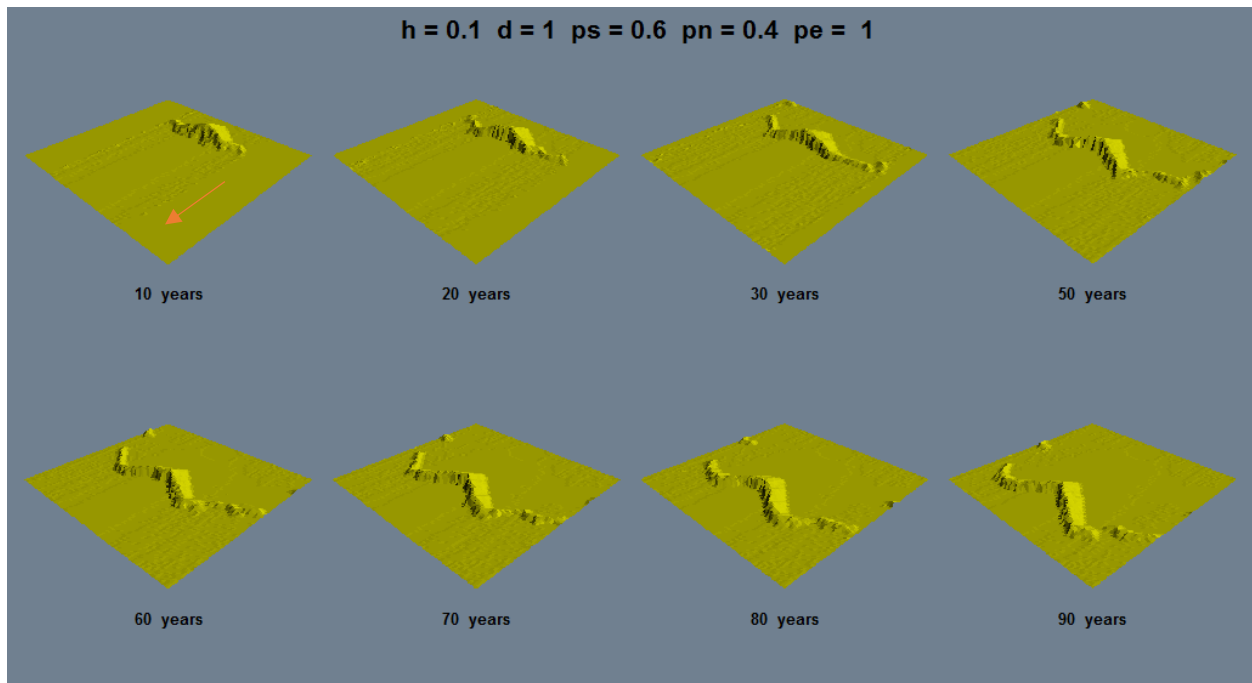 h = 0.1 d = 1 ps = 0.6 pn = 0.4 pe = 1
10 years
20 years
30 years
50 years
60 years
70 years
80 years
90 years